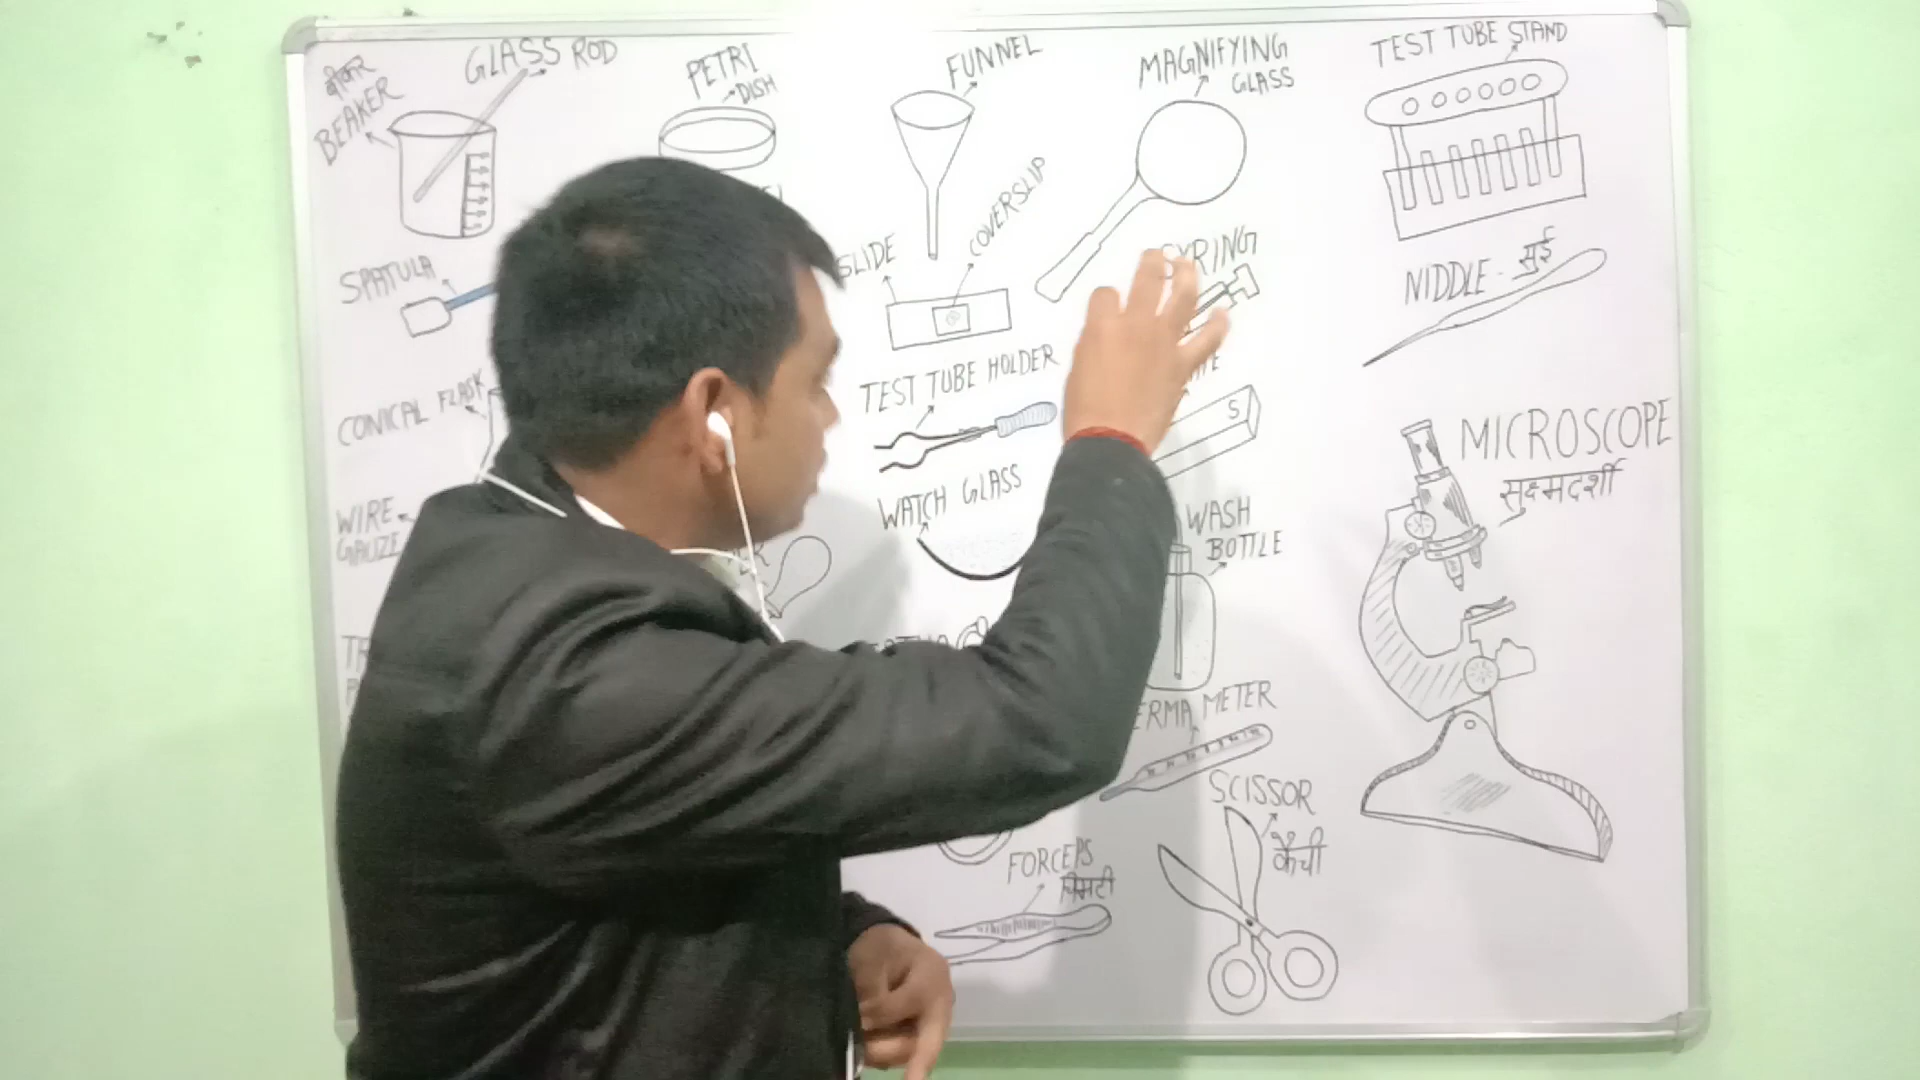 बीकर
BEAKER
GLASS ROD
PETRI
DISH
FUNNEL
MAGNIFYING
GLASS
TEST TUBE STAND
SPATULA
SLIDE
COVERSLIP
SYRING
NIDDLE - सुई
CONICAL FLASK
TEST TUBE HOLDER
S
MICROSCOPE
सूक्ष्मदर्शी
WIRE
GAUZE
WATCH GLASS
WASH
BOTTLE
ERMA METER
SCISSOR
कैंची
FORCEPS
चिमटी